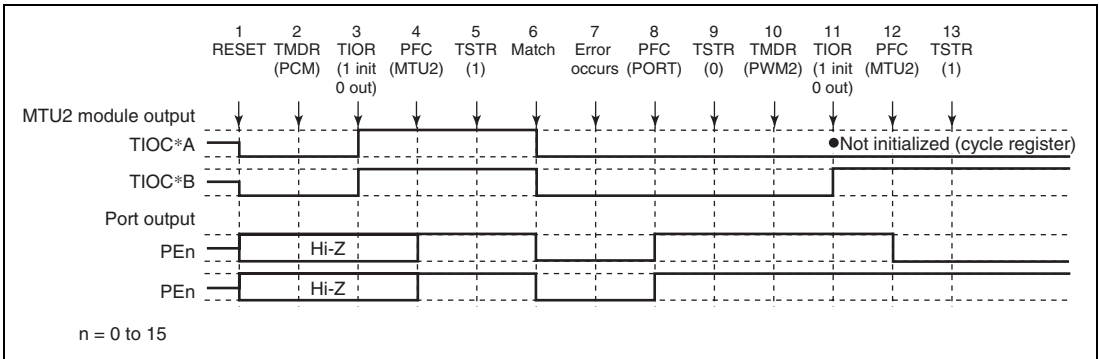 1 2 3 4 5 6 7 8 9 10 11 12 13
RESET TMDR TIOR PFC TSTR Match Error PFC TSTR TMDR TIOR PFC TSTR
(PCM) (1 init (MTU2) (1) occurs (PORT) (0) (PWM2) (1 init (MTU2) (1)
0 out) 0 out)
MTU2 module output
TIOC*A ●Not initialized (cycle register)
TIOC*B
Port output
PEn Hi-Z
PEn Hi-Z
n = 0 to 15